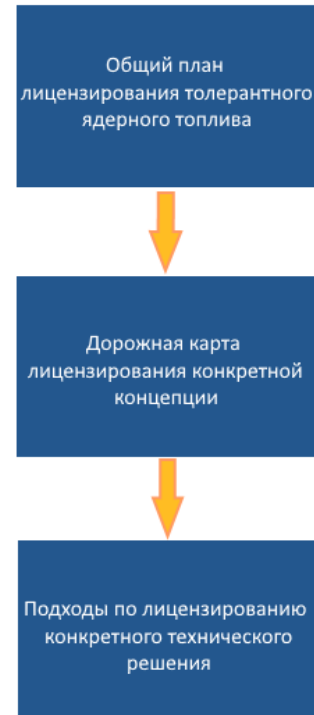 Общий план
лицензирования толерантного
ядерного топлива
Дорожная карта
лицензирования конкретной
концепции
Подходы по лицензированию
конкретного технического
решения